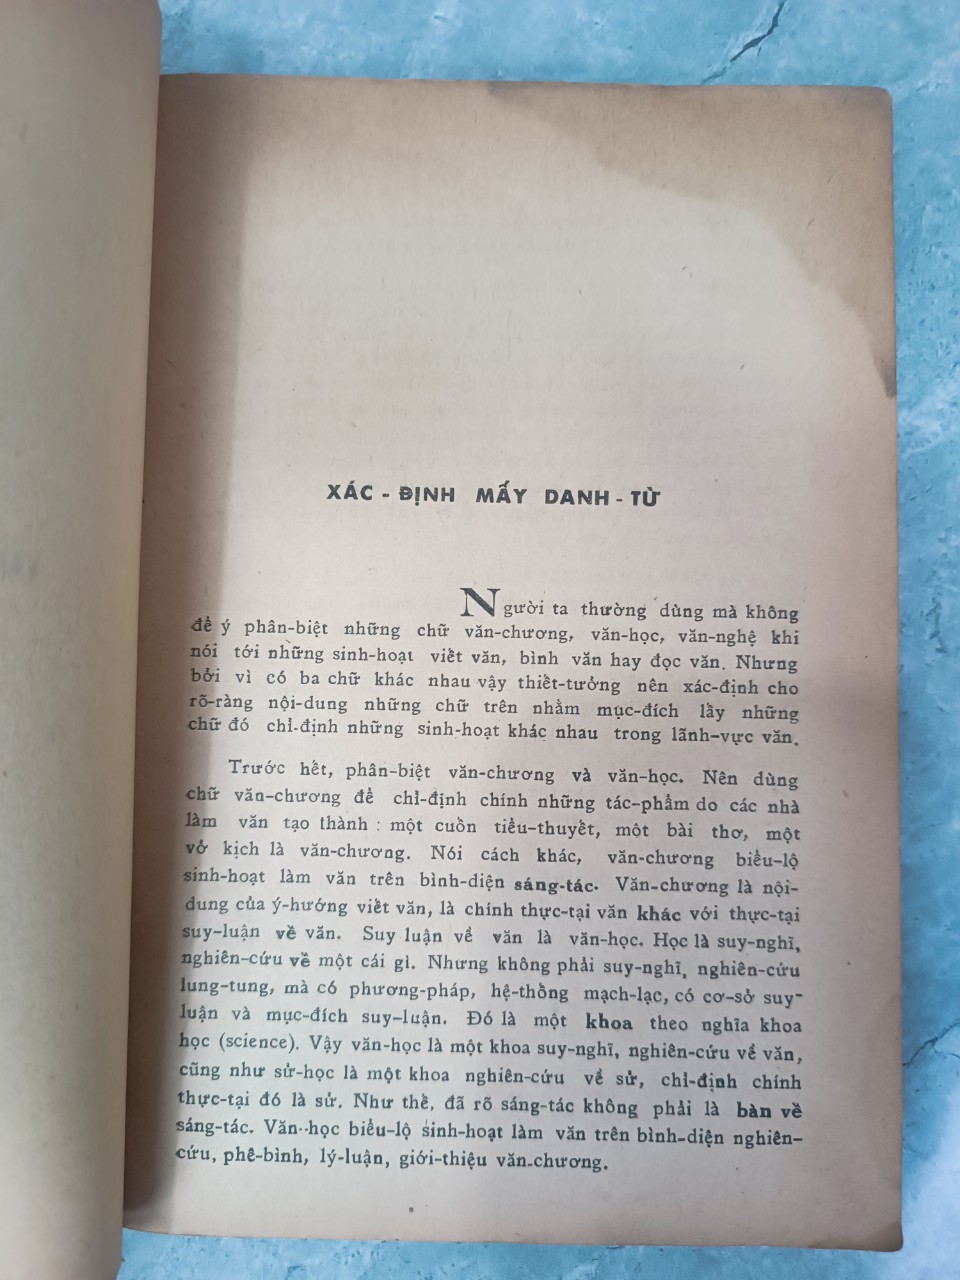 XÁC - ĐỊNH MẤY DANH - TỪ
Người ta thường dùng mà không
để ý phân-biệt những chữ văn-chương, văn-học, văn-nghệ khi
nói tới những sinh-hoạt viết văn, bình văn hay đọc văn. Nhưng
bởi vì có ba chữ khác nhau vậy thiết-tưởng nên xác-định cho
rõ-ràng nội-dung những chữ trên nhằm mục-đích lấy những
chữ đó chỉ-định những sinh-hoạt khác nhau trong lãnh-vực văn.
Trước hết, phân-biệt văn-chương và văn-học. Nên dùng
chữ văn-chương để chỉ-định chính những tác-phẩm do các nhà
làm văn tạo thành : một cuốn tiểu-thuyết, một bài thơ, một
vở kịch là văn-chương. Nói cách khác, văn-chương biểu-lộ
sinh-hoạt làm văn trên bình-diện sáng-tác. Văn-chương là nội-
dung của ý-hướng viết văn, là chính thực-tại văn khác với thực-tại
suy-luận về văn. Suy luận về văn là văn-học. Học là suy-nghĩ,
nghiên-cứu về một cái gì. Nhưng không phải suy-nghĩ, nghiên-cứu
lung-tung, mà có phương-pháp, hệ-thống mạch-lạc, có cơ-sở suy-
luận và mục-đích suy-luận. Đó là một khoa theo nghĩa khoa
học (science). Vậy văn-học là một khoa suy-nghĩ, nghiên-cứu về văn,
cũng như sử-học là một khoa nghiên-cứu về sử, chỉ-định chính
thực-tại đó là sử. Như thế, đã rõ sáng-tác không phải là bàn về
sáng-tác. Văn-học biểu-lộ sinh-hoạt làm văn trên bình-diện nghiên-
cứu, phê-bình, lý-luận, giới-thiệu văn-chương.